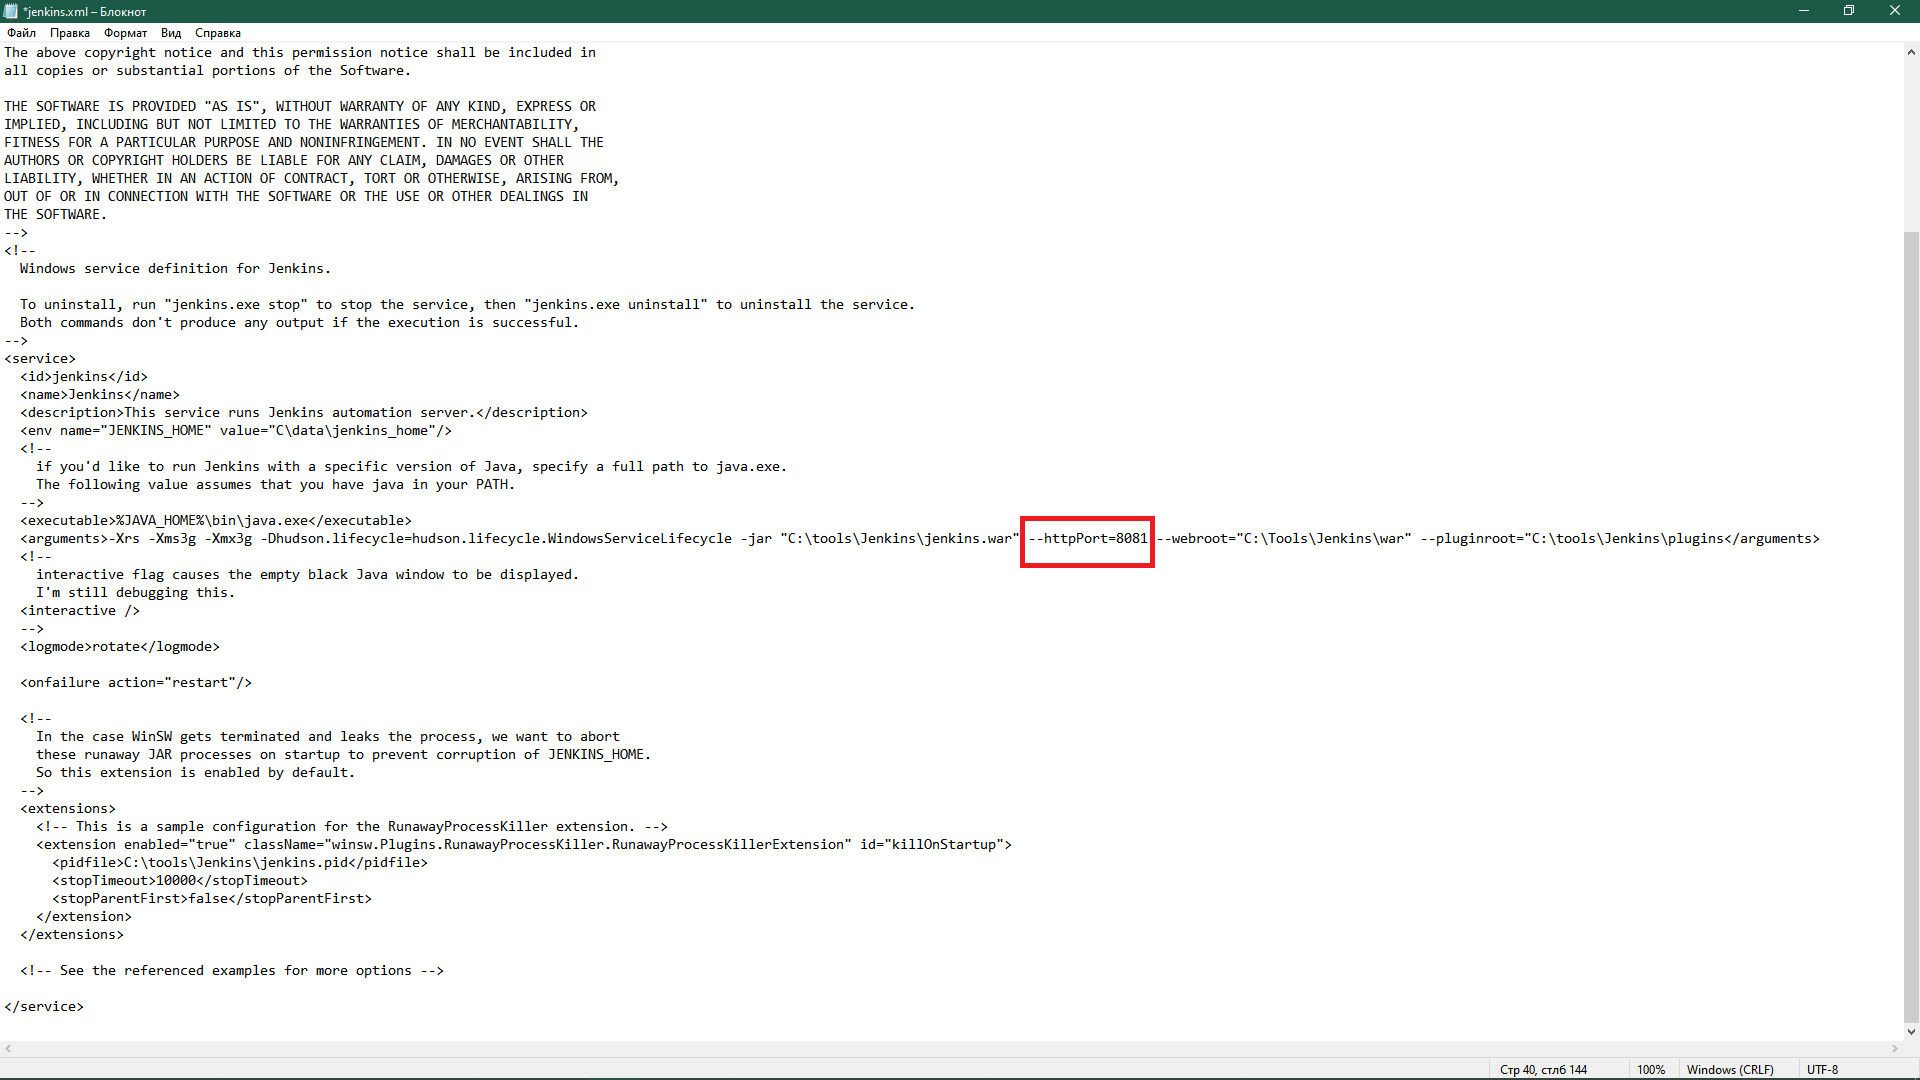 *jenkins.xml – Блокнот
Файл Правка Формат Вид Справка
The above copyright notice and this permission notice shall be included in
all copies or substantial portions of the Software.
THE SOFTWARE IS PROVIDED "AS IS", WITHOUT WARRANTY OF ANY KIND, EXPRESS OR
IMPLIED, INCLUDING BUT NOT LIMITED TO THE WARRANTIES OF MERCHANTABILITY,
FITNESS FOR A PARTICULAR PURPOSE AND NONINFRINGEMENT. IN NO EVENT SHALL THE
AUTHORS OR COPYRIGHT HOLDERS BE LIABLE FOR ANY CLAIM, DAMAGES OR OTHER
LIABILITY, WHETHER IN AN ACTION OF CONTRACT, TORT OR OTHERWISE, ARISING FROM,
OUT OF OR IN CONNECTION WITH THE SOFTWARE OR THE USE OR OTHER DEALINGS IN
THE SOFTWARE.
-->
<!--
  Windows service definition for Jenkins.
  To uninstall, run "jenkins.exe stop" to stop the service, then "jenkins.exe uninstall" to uninstall the service.
  Both commands don't produce any output if the execution is successful.
-->
<service>
  <id>jenkins</id>
  <name>Jenkins</name>
  <description>This service runs Jenkins automation server.</description>
  <env name="JENKINS_HOME" value="C\data\jenkins_home"/>
  <!--
    if you'd like to run Jenkins with a specific version of Java, specify a full path to java.exe.
    The following value assumes that you have java in your PATH.
  -->
  <executable>%JAVA_HOME%\bin\java.exe</executable>
  <arguments>-Xrs -Xms3g -Xmx3g -Dhudson.lifecycle=hudson.lifecycle.WindowsServiceLifecycle -jar "C:\tools\Jenkins\jenkins.war" --httpPort=8081 --webroot="C:\Tools\Jenkins\war" --pluginroot="C:\tools\Jenkins\plugins</arguments>
  <!--
    interactive flag causes the empty black Java window to be displayed.
    I'm still debugging this.
  <interactive />
  -->
  <logmode>rotate</logmode>
  <onfailure action="restart"/>
  <!--
    In the case WinSW gets terminated and leaks the process, we want to abort
    these runaway JAR processes on startup to prevent corruption of JENKINS_HOME.
    So this extension is enabled by default.
  -->
  <extensions>
    <!-- This is a sample configuration for the RunawayProcessKiller extension. -->
    <extension enabled="true" className="winsw.Plugins.RunawayProcessKiller.RunawayProcessKillerExtension" id="killOnStartup">
      <pidfile>C:\tools\Jenkins\jenkins.pid</pidfile>
      <stopTimeout>10000</stopTimeout>
      <stopParentFirst>false</stopParentFirst>
    </extension>
  </extensions>
  <!-- See the referenced examples for more options -->
</service>
Стр 40, стлб 144 100% Windows (CRLF) UTF-8